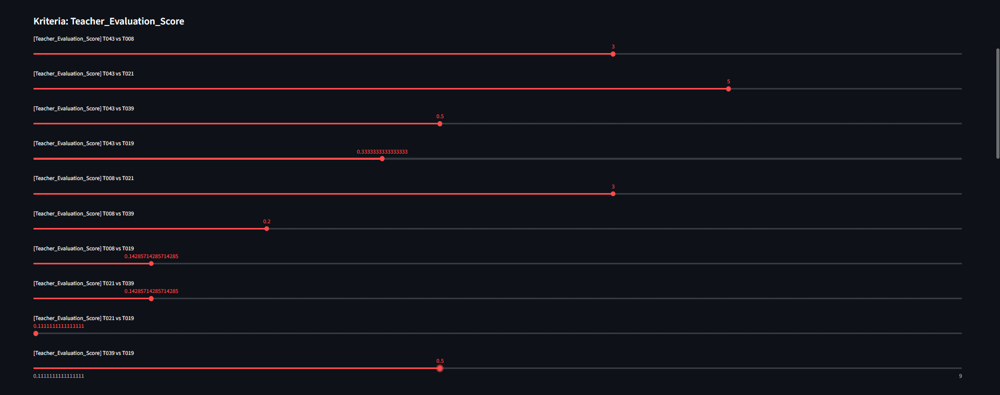 Kriteria: Teacher_Evaluation_Score
[Teacher_Evaluation_Score] T043 vs T008
3
[Teacher_Evaluation_Score] T043 vs T021
5
[Teacher_Evaluation_Score] T043 vs T039
0.5
[Teacher_Evaluation_Score] T043 vs T019
0.3333333333333333
[Teacher_Evaluation_Score] T008 vs T021
3
[Teacher_Evaluation_Score] T008 vs T039
0.2
[Teacher_Evaluation_Score] T008 vs T019
0.14285714285714285
[Teacher_Evaluation_Score] T021 vs T039
0.14285714285714285
[Teacher_Evaluation_Score] T021 vs T019
0.1111111111111111
[Teacher_Evaluation_Score] T039 vs T019
0.5
0.1111111111111111 9